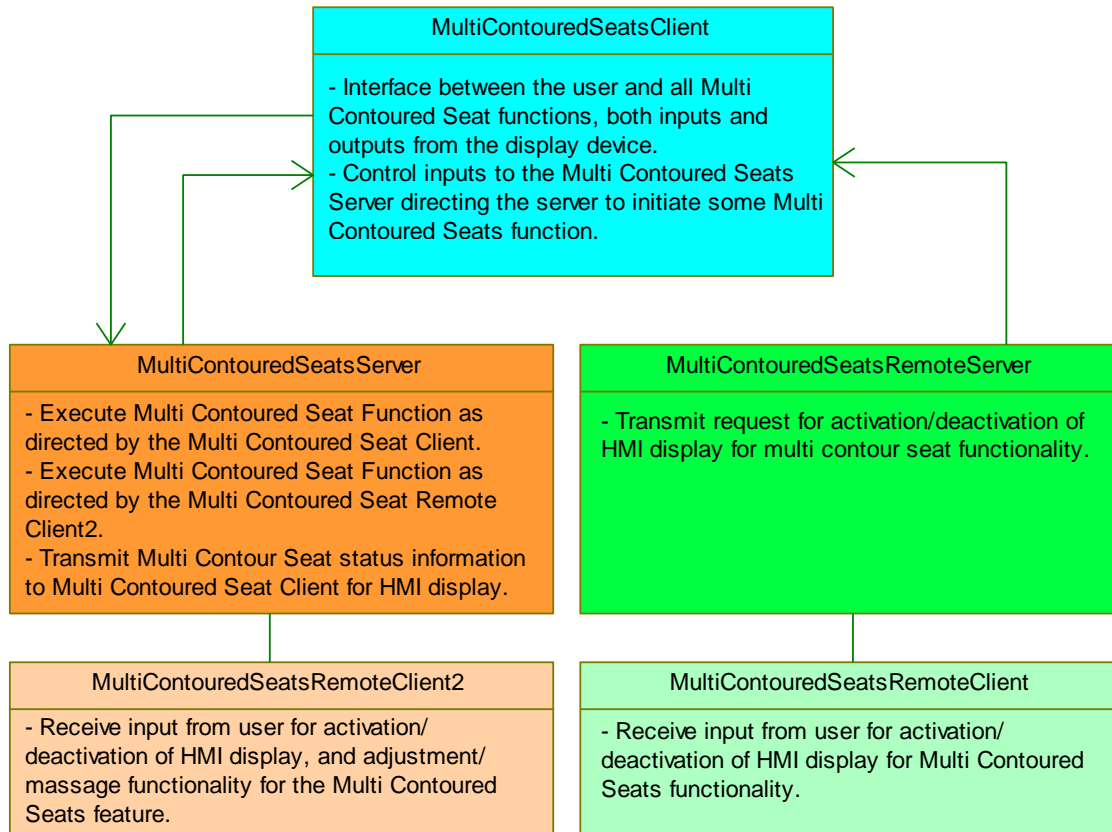 MultiContouredSeatsClient
- Interface between the user and all Multi
Contoured Seat functions, both inputs and
outputs from the display device.
- Control inputs to the Multi Contoured Seats
Server directing the server to initiate some Multi
Contoured Seats function.
MultiContouredSeatsServer
- Execute Multi Contoured Seat Function as
directed by the Multi Contoured Seat Client.
- Execute Multi Contoured Seat Function as
directed by the Multi Contoured Seat Remote
Client2.
- Transmit Multi Contour Seat status information
to Multi Contoured Seat Client for HMI display.
MultiContouredSeatsRemoteServer
- Transmit request for activation/deactivation of
HMI display for multi contour seat functionality.
MultiContouredSeatsRemoteClient2
- Receive input from user for activation/
deactivation of HMI display, and adjustment/
massage functionality for the Multi Contoured
Seats feature.
MultiContouredSeatsRemoteClient
- Receive input from user for activation/
deactivation of HMI display for Multi Contoured
Seats functionality.